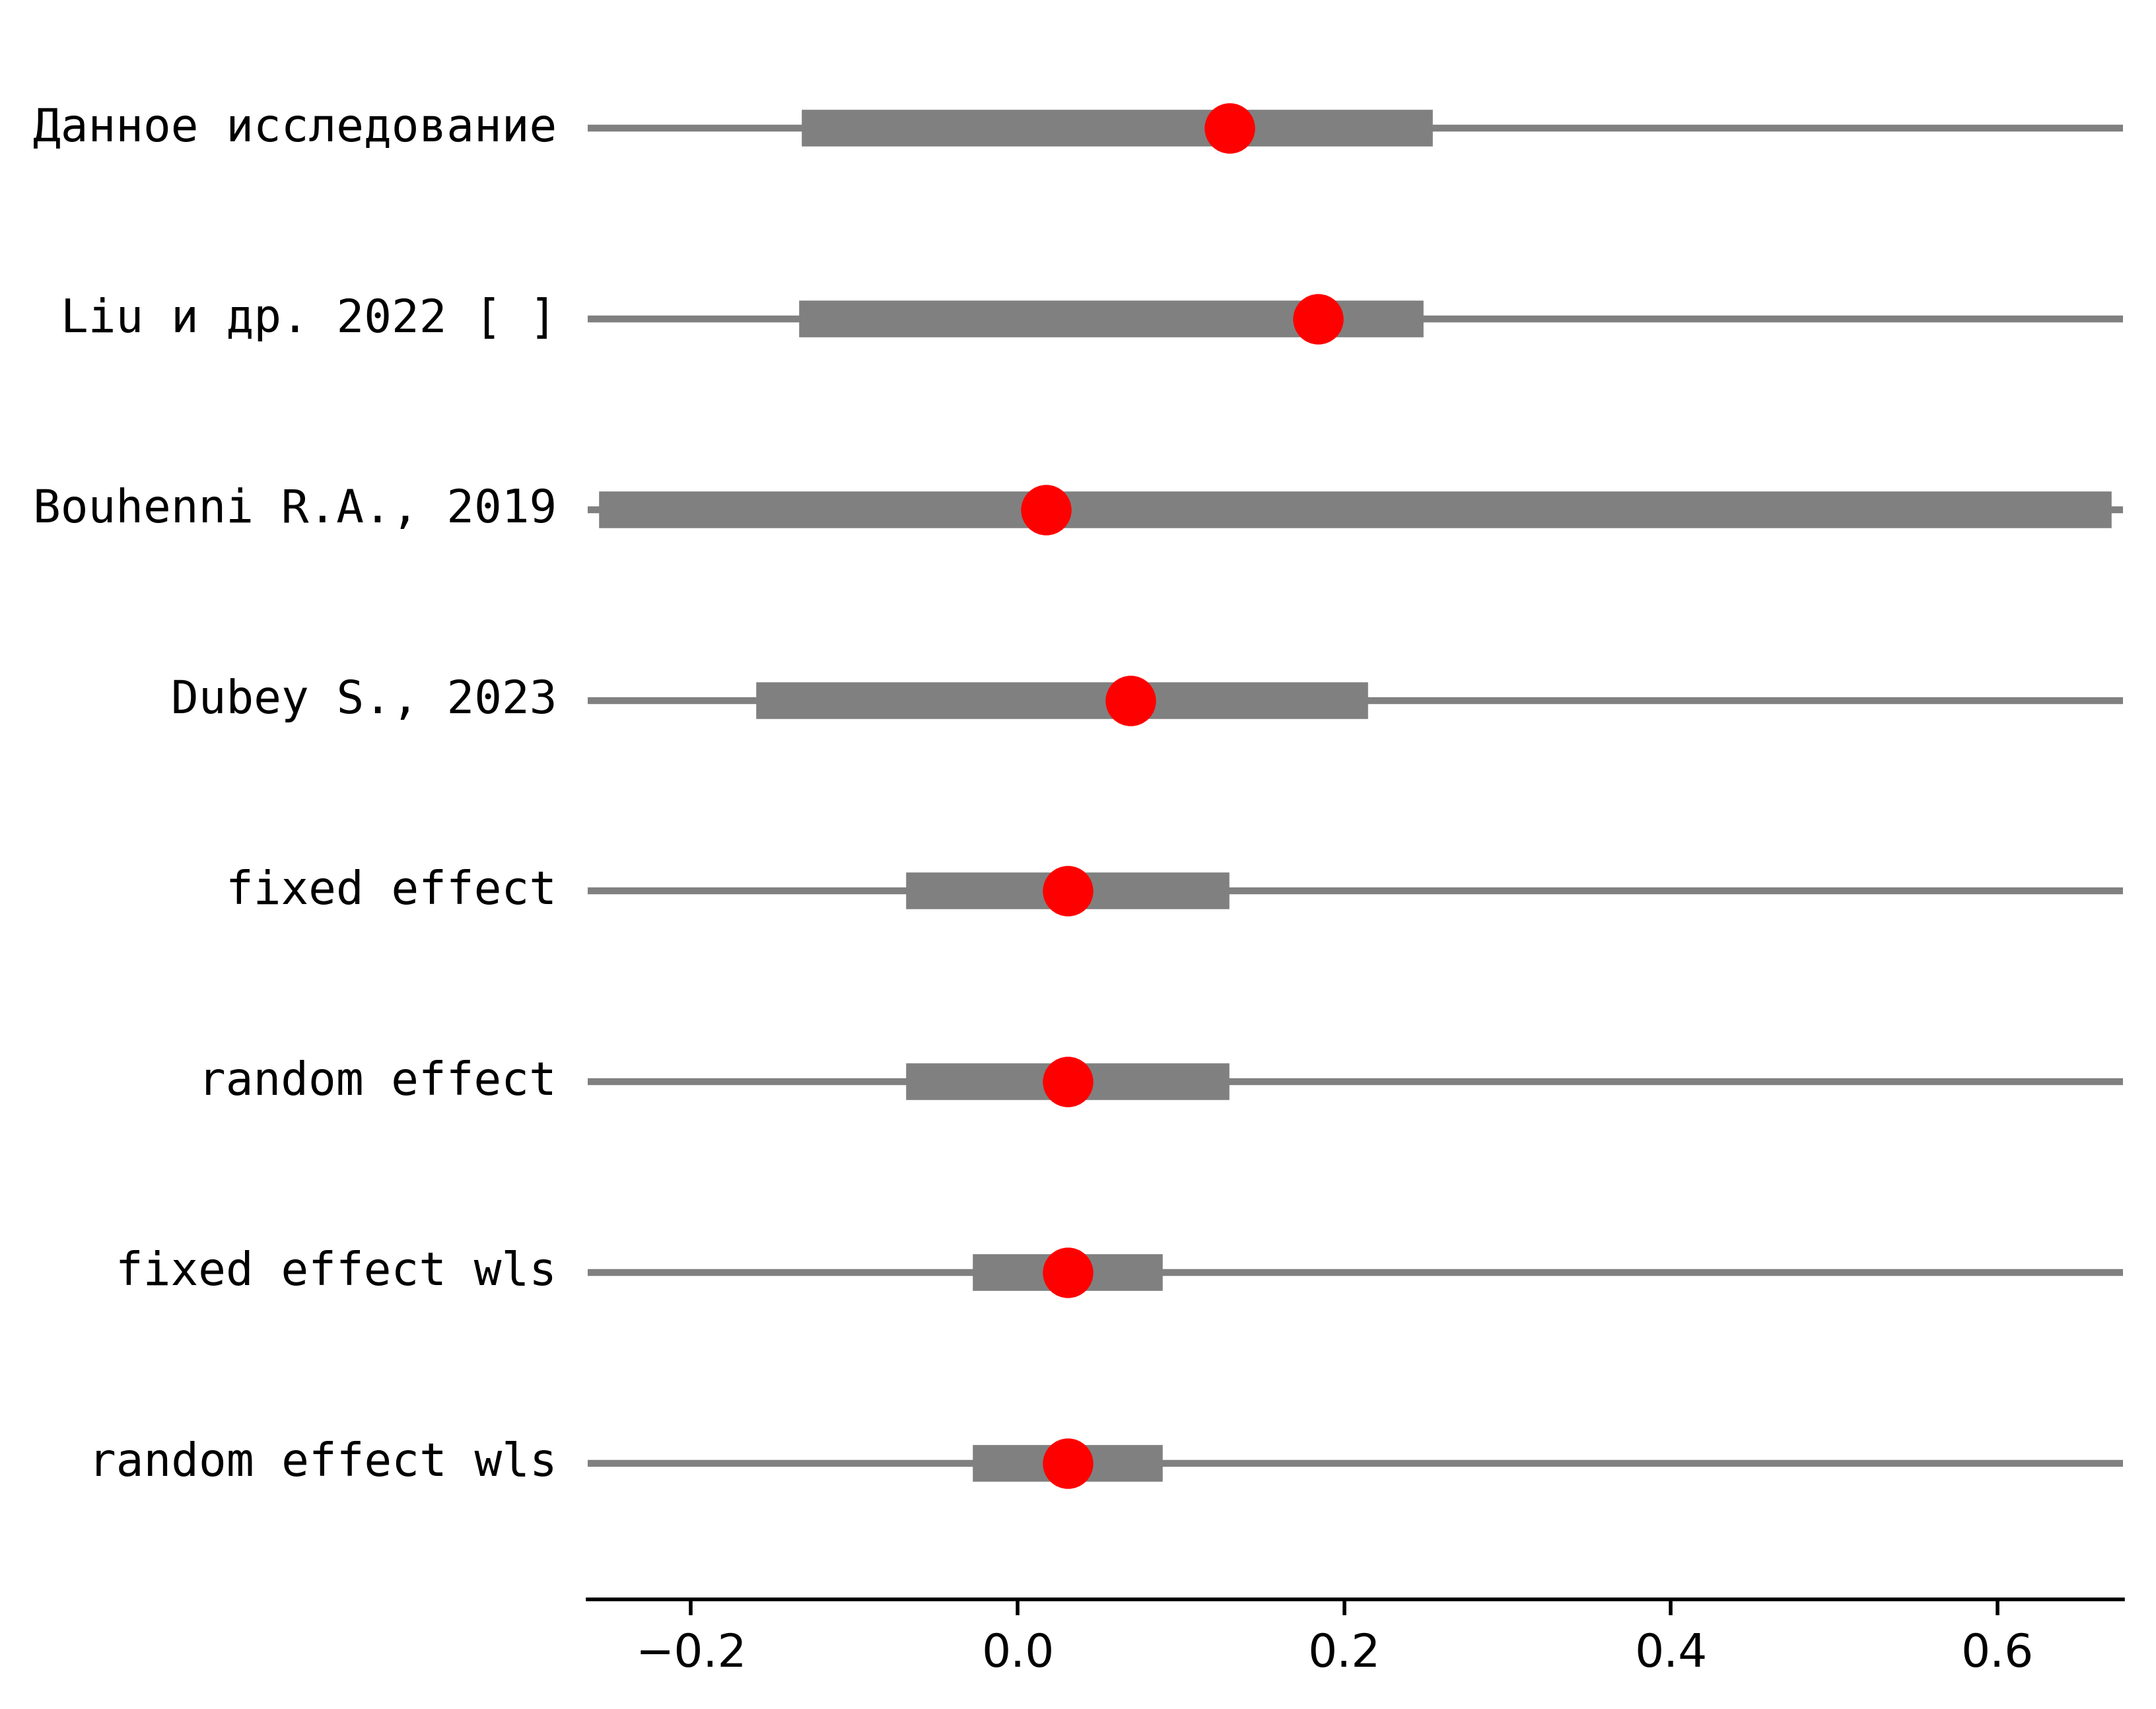 Данное исследование
Liu и др. 2022 [ ]
Bouhenni R.A., 2019
Dubey S., 2023
fixed effect
random effect
fixed effect wls
random effect wls
−0.2 0.0 0.2 0.4 0.6